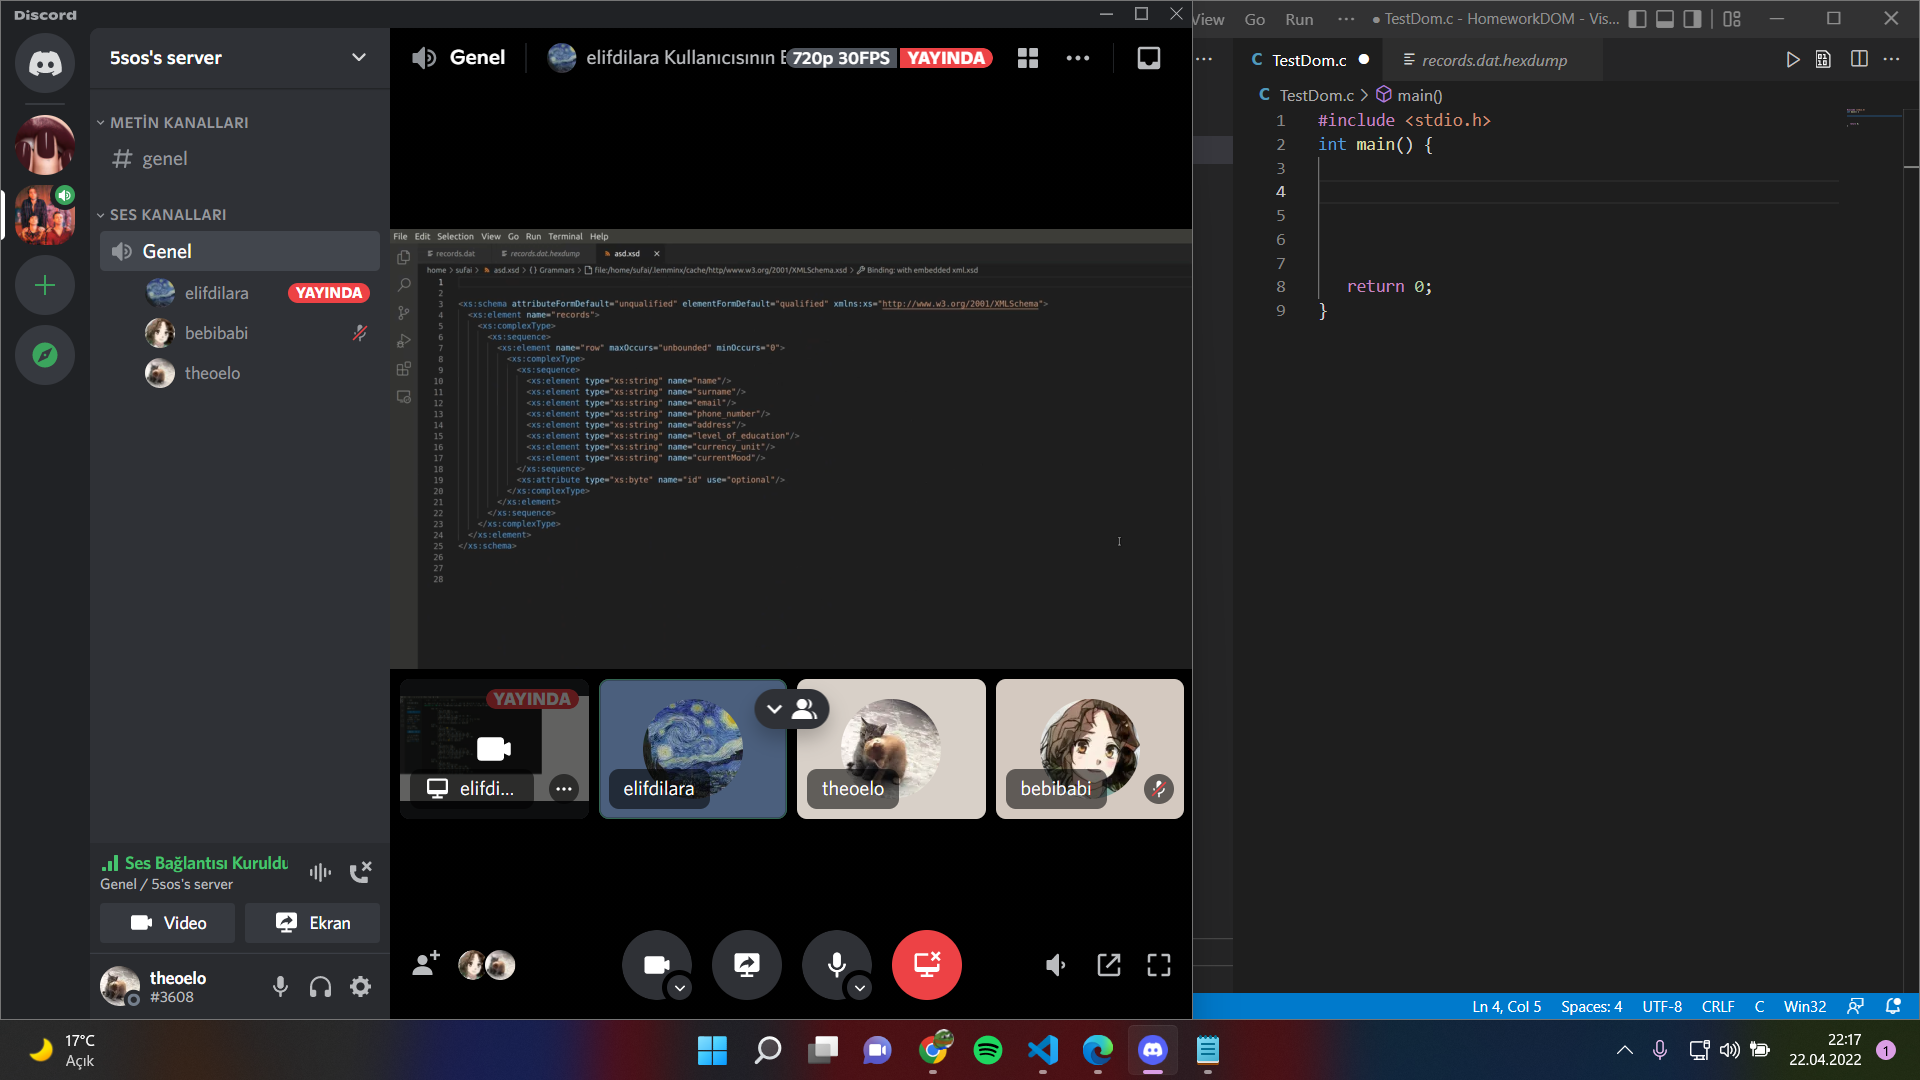 Discord
5sos's server
METİN KANALLARI
genel
SES KANALLARI
Genel
elifdilara YAYINDA
bebibabi
theoelo
Ses Bağlantısı Kuruldu
Genel / 5sos's server
Video
Ekran
theoelo
#3608
Genel
elifdilara Kullanıcısının E 720p 30FPS YAYINDA
File Edit Selection View Go Run Terminal Help
records.dat records.dat.hexdump asd.xsd
home > sufai > asd.xsd > {} Grammars > file:/home/sufai/.lemminx/cache/http/www.w3.org/2001/XMLSchema.xsd > Binding: with embedded xml.xsd
1
2
3 <xs:schema attributeFormDefault="unqualified" elementFormDefault="qualified" xmlns:xs="http://www.w3.org/2001/XMLSchema">
4 <xs:element name="records">
5 <xs:complexType>
6 <xs:sequence>
7 <xs:element name="row" maxOccurs="unbounded" minOccurs="0">
8 <xs:complexType>
9 <xs:sequence>
10 <xs:element type="xs:string" name="name"/>
11 <xs:element type="xs:string" name="surname"/>
12 <xs:element type="xs:string" name="email"/>
13 <xs:element type="xs:string" name="phone_number"/>
14 <xs:element type="xs:string" name="address"/>
15 <xs:element type="xs:string" name="level_of_education"/>
16 <xs:element type="xs:string" name="currency_unit"/>
17 <xs:element type="xs:string" name="currentMood"/>
18 </xs:sequence>
19 <xs:attribute type="xs:byte" name="id" use="optional"/>
20 </xs:complexType>
21 </xs:element>
22 </xs:sequence>
23 </xs:complexType>
24 </xs:element>
25 </xs:schema>
26
27
28
YAYINDA
elifdi...
elifdilara
theoelo
bebibabi
View Go Run ··· ● TestDom.c - HomeworkDOM - Vis...
C TestDom.c ● records.dat.hexdump
C TestDom.c > main()
1 #include <stdio.h>
2 int main() {
3
4
5
6
7
8 return 0;
9 }
Ln 4, Col 5 Spaces: 4 UTF-8 CRLF C Win32
17°C
Açık
22:17
22.04.2022
1